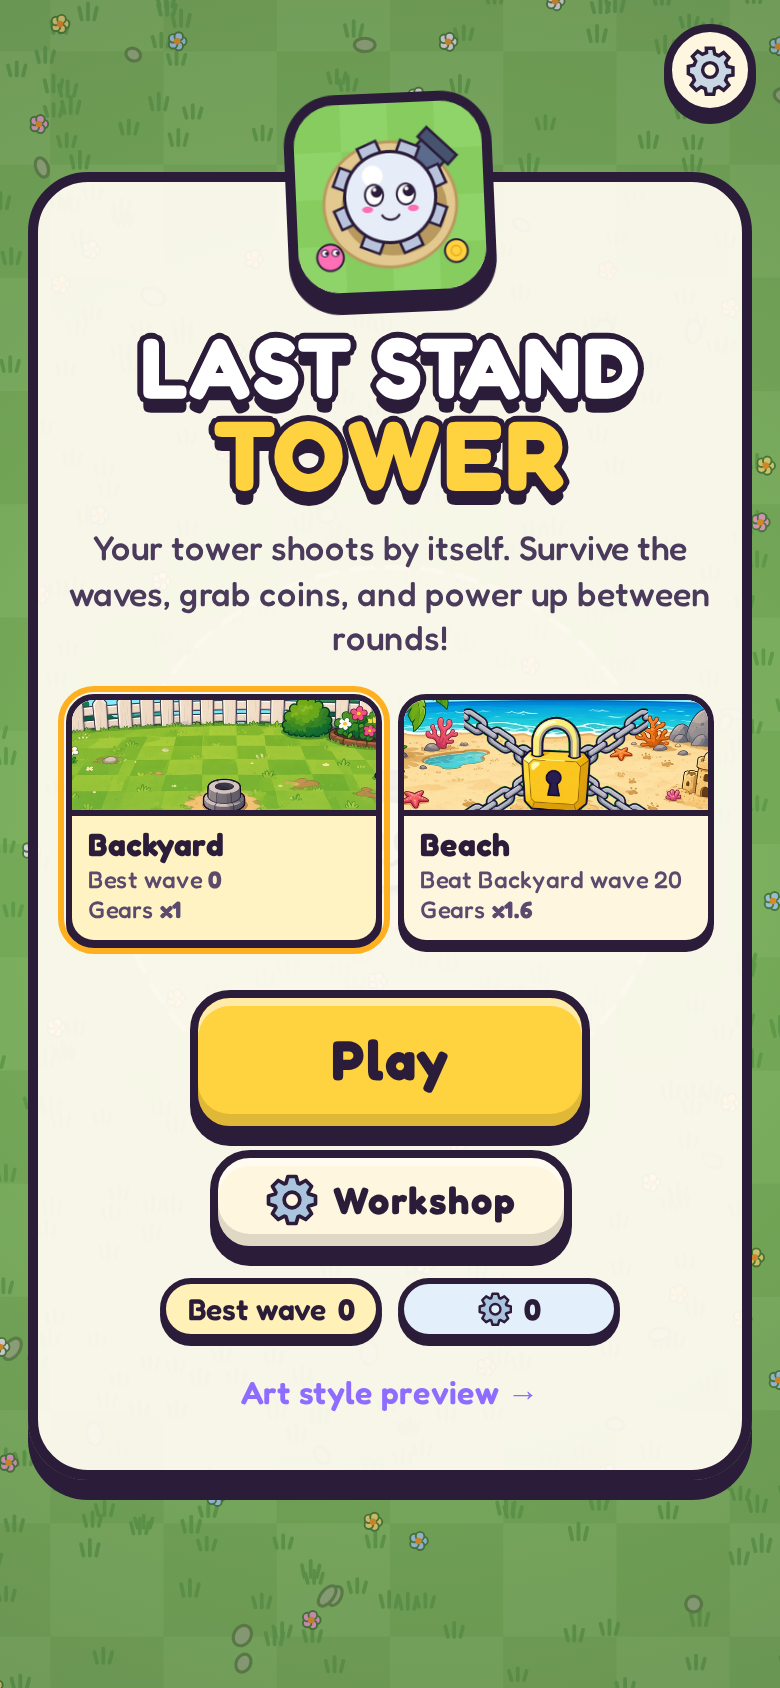 LAST STAND
TOWER
Your tower shoots by itself. Survive the
waves, grab coins, and power up between
rounds!
Backyard
Best wave 0
Gears x1
Beach
Beat Backyard wave 20
Gears x1.6
Play
Workshop
Best wave 0
0
Art style preview →